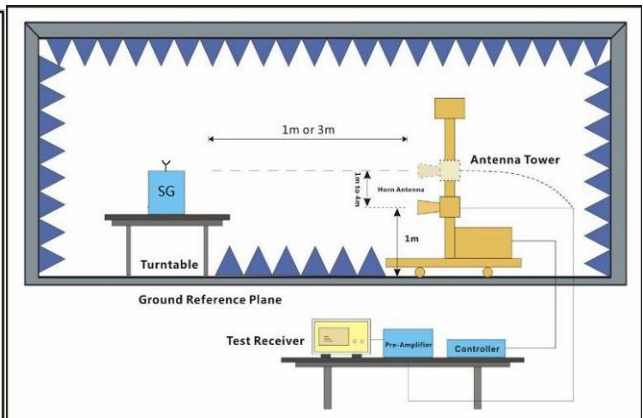 1m or 3m
Antenna Tower
SG
1m to 4m
Horn Antenna
1m
Turntable
Ground Reference Plane
Test Receiver
Pre-Amplifier
Controller